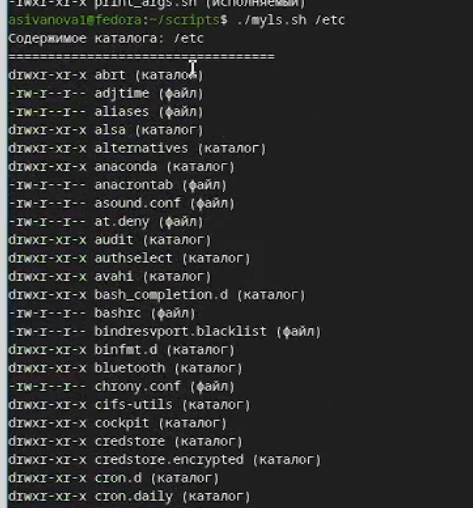 -rwxr-xr-x print_args.sh (исполняемый)
asivanova1@fedora:~/scripts$ ./myls.sh /etc
Содержимое каталога: /etc
===================================
drwxr-xr-x abrt (каталог)
-rw-r--r-- adjtime (файл)
-rw-r--r-- aliases (файл)
drwxr-xr-x alsa (каталог)
drwxr-xr-x alternatives (каталог)
drwxr-xr-x anaconda (каталог)
-rw-r--r-- anacrontab (файл)
-rw-r--r-- asound.conf (файл)
-rw-r--r-- at.deny (файл)
drwxr-xr-x audit (каталог)
drwxr-xr-x authselect (каталог)
drwxr-xr-x avahi (каталог)
drwxr-xr-x bash_completion.d (каталог)
-rw-r--r-- bashrc (файл)
-rw-r--r-- bindresvport.blacklist (файл)
drwxr-xr-x binfmt.d (каталог)
drwxr-xr-x bluetooth (каталог)
-rw-r--r-- chrony.conf (файл)
drwxr-xr-x cifs-utils (каталог)
drwxr-xr-x cockpit (каталог)
drwxr-xr-x credstore (каталог)
drwxr-xr-x credstore.encrypted (каталог)
drwxr-xr-x cron.d (каталог)
drwxr-xr-x cron.daily (каталог)